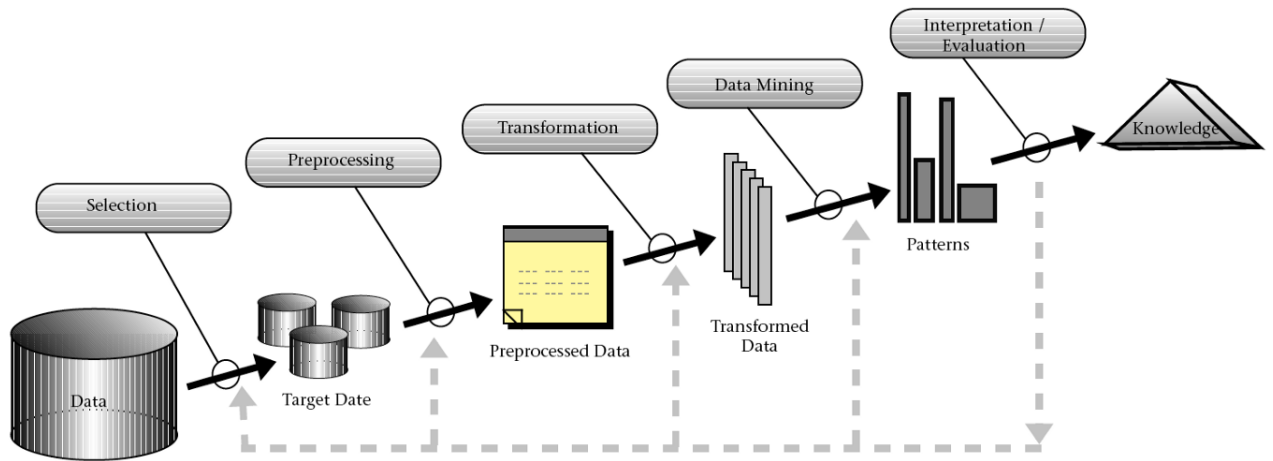 Interpretation /
Evaluation
Data Mining
Transformation
Knowledge
Preprocessing
Selection
Patterns
Transformed
Data
Preprocessed Data
Target Date
Data